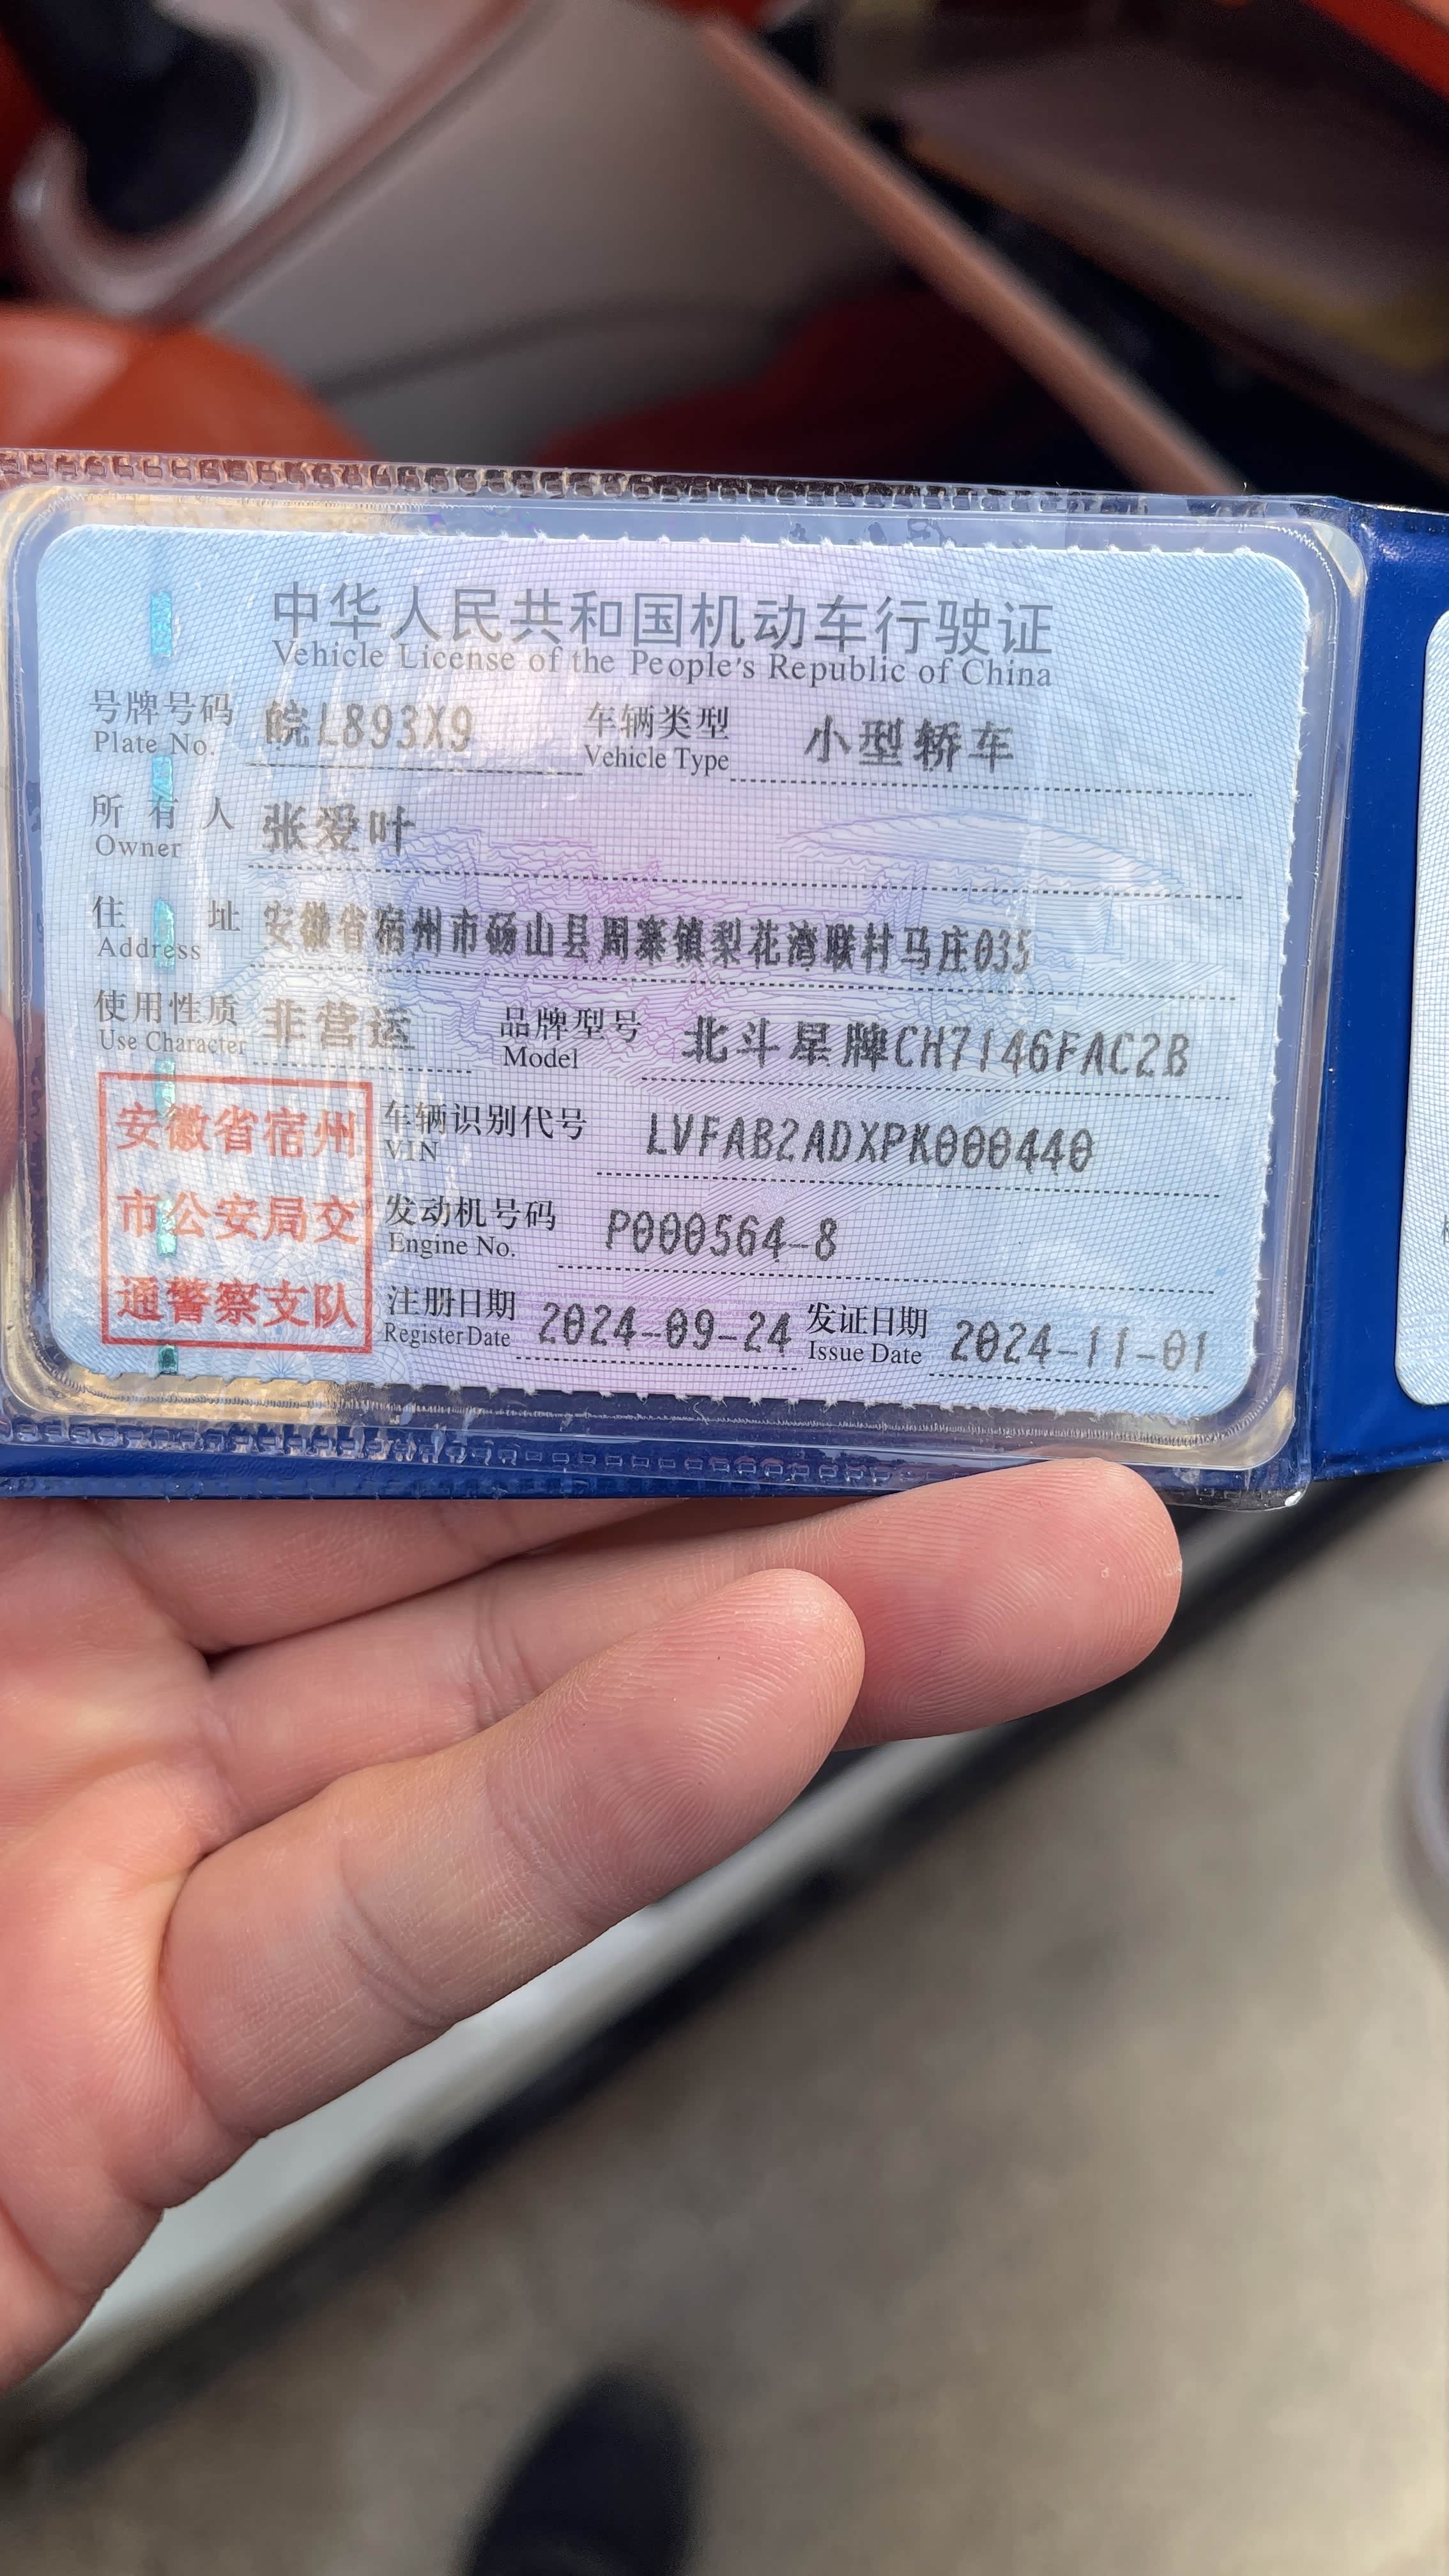 中华人民共和国机动车行驶证
Vehicle License of the People's Republic of China
号牌号码 皖L893X9 车辆类型 小型轿车
Plate No. Vehicle Type
所有人 张爱叶
Owner
住址 安徽省宿州市砀山县周寨镇梨花湾联村马庄035
Address
使用性质 非营运 品牌型号 北斗星牌CH7146FAC2B
Use Character Model
安徽省宿州
市公安局交
通警察支队
车辆识别代号 LVFAB2ADXPK000440
VIN
发动机号码 P000564-8
Engine No.
注册日期 2024-09-24 发证日期 2024-11-01
Register Date Issue Date